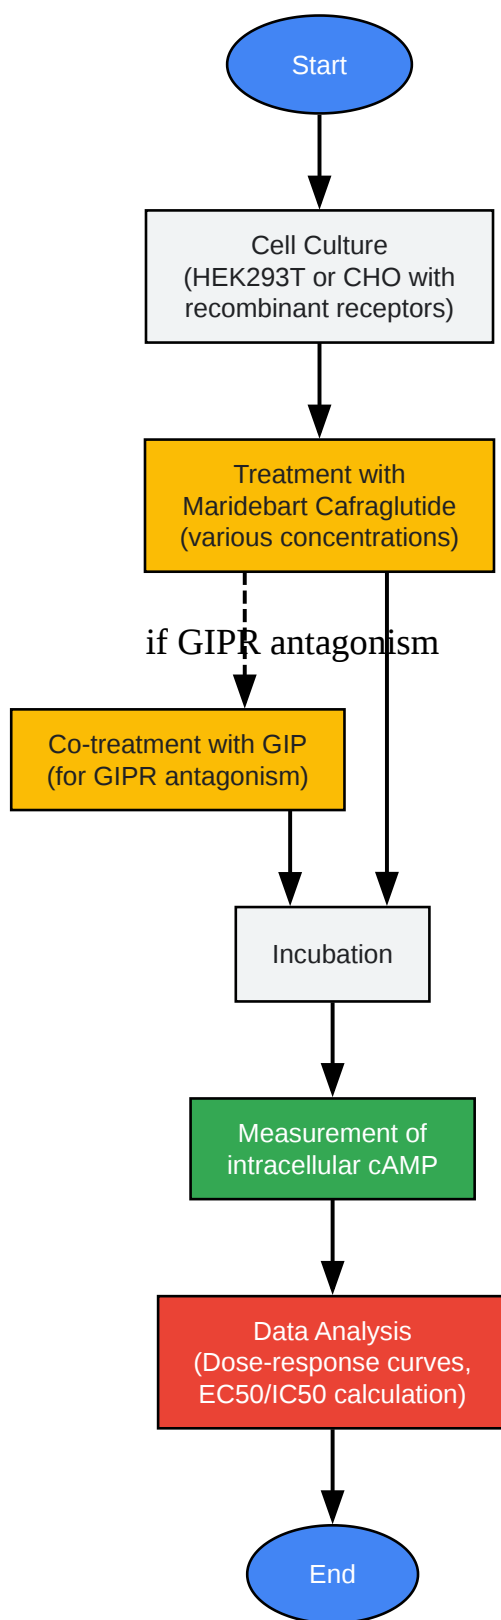 Start
Cell Culture
(HEK293T or CHO with
recombinant receptors)
Treatment with
Maridebart Cafraglutide
(various concentrations)
if GIPR antagonism
Co-treatment with GIP
(for GIPR antagonism)
Incubation
Measurement of
intracellular cAMP
Data Analysis
(Dose-response curves,
EC50/IC50 calculation)
End